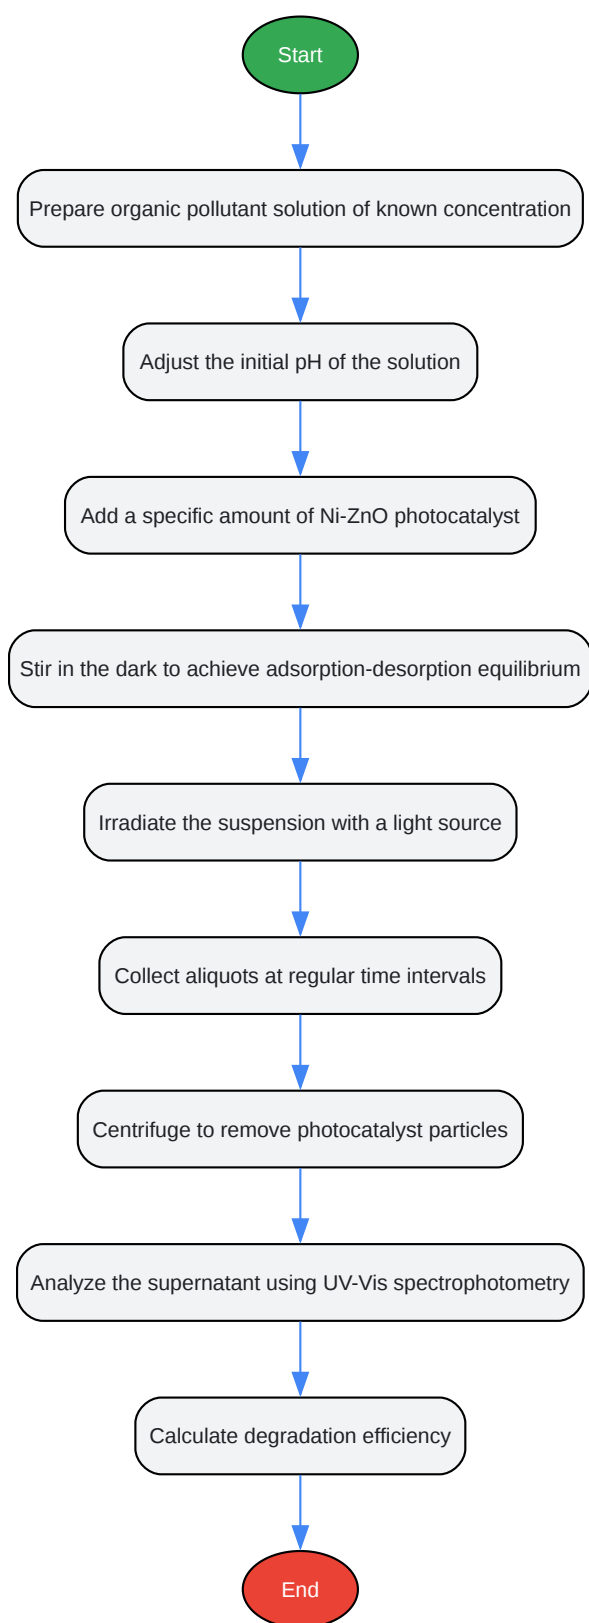 Start
Prepare organic pollutant solution of known concentration
Adjust the initial pH of the solution
Add a specific amount of Ni-ZnO photocatalyst
Stir in the dark to achieve adsorption-desorption equilibrium
Irradiate the suspension with a light source
Collect aliquots at regular time intervals
Centrifuge to remove photocatalyst particles
Analyze the supernatant using UV-Vis spectrophotometry
Calculate degradation efficiency
End